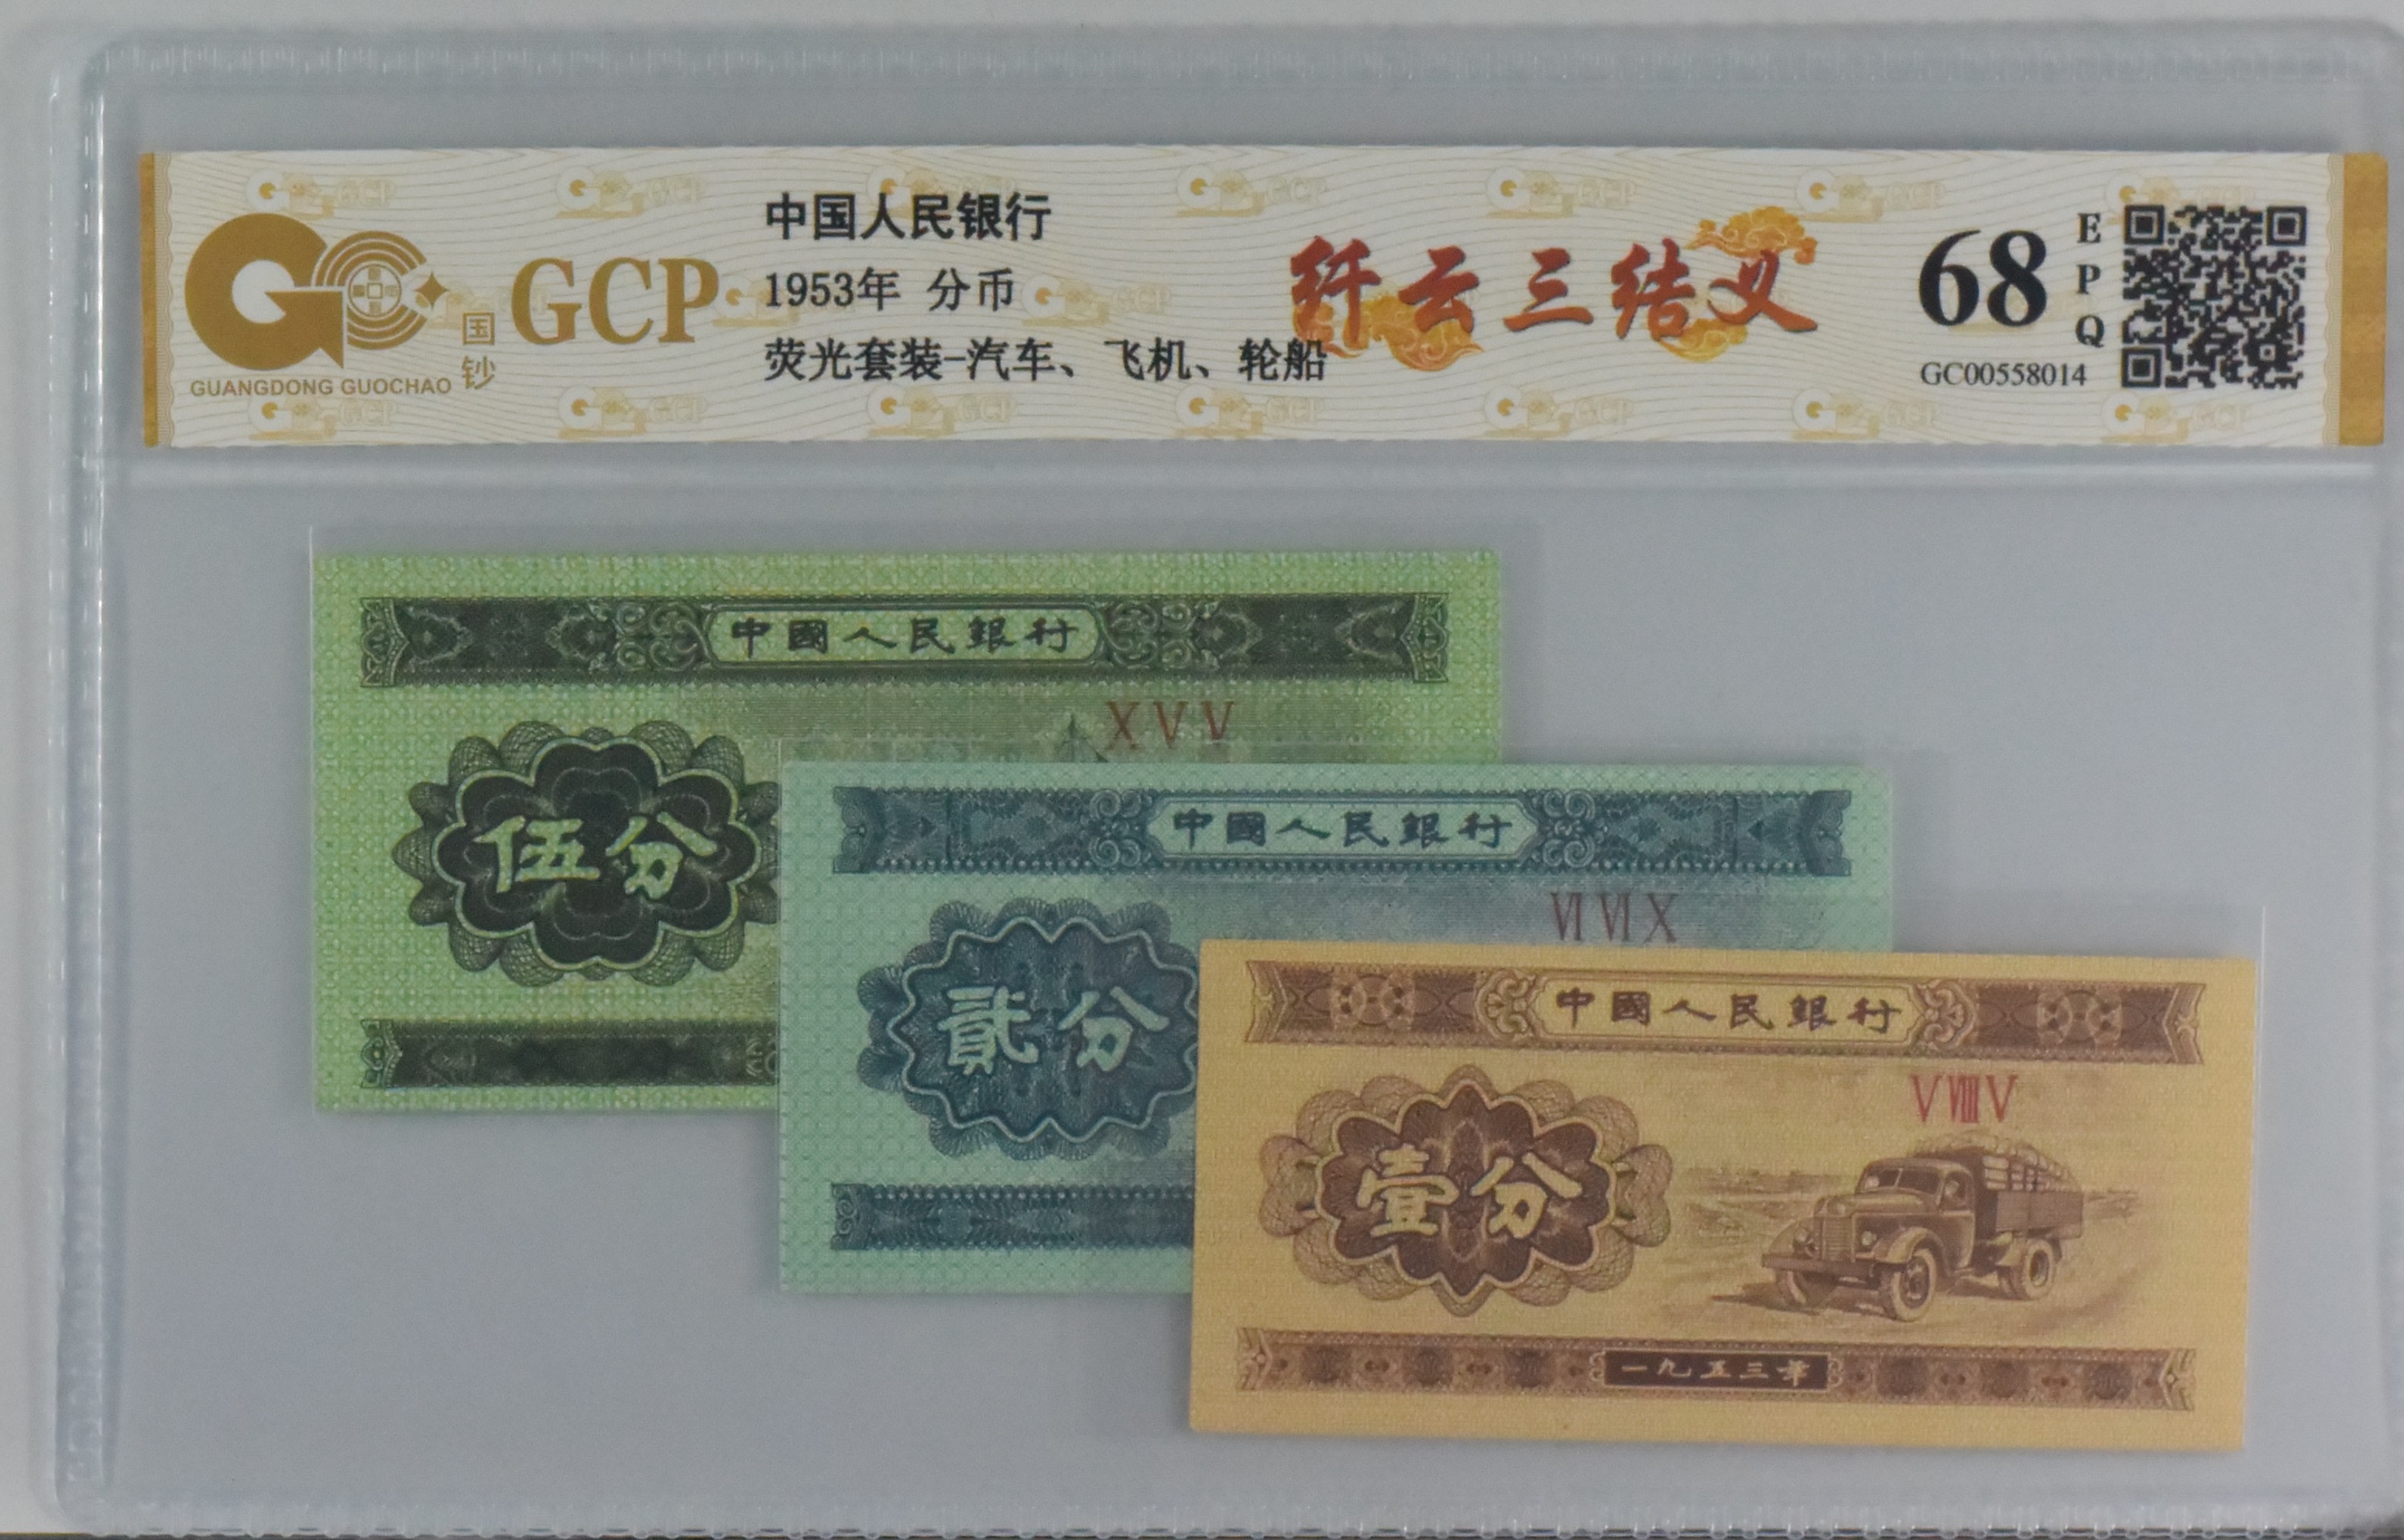 GUANGDONG GUOCHAO
国钞
GCP
中国人民银行
1953年 分币
荧光套装-汽车、飞机、轮船
纤云三结义
68
EPQ
GC00558014
中國人民銀行
XVV
伍分
中國人民銀行
VI VI X
貳分
中國人民銀行
V VIII V
壹分
一九五三年